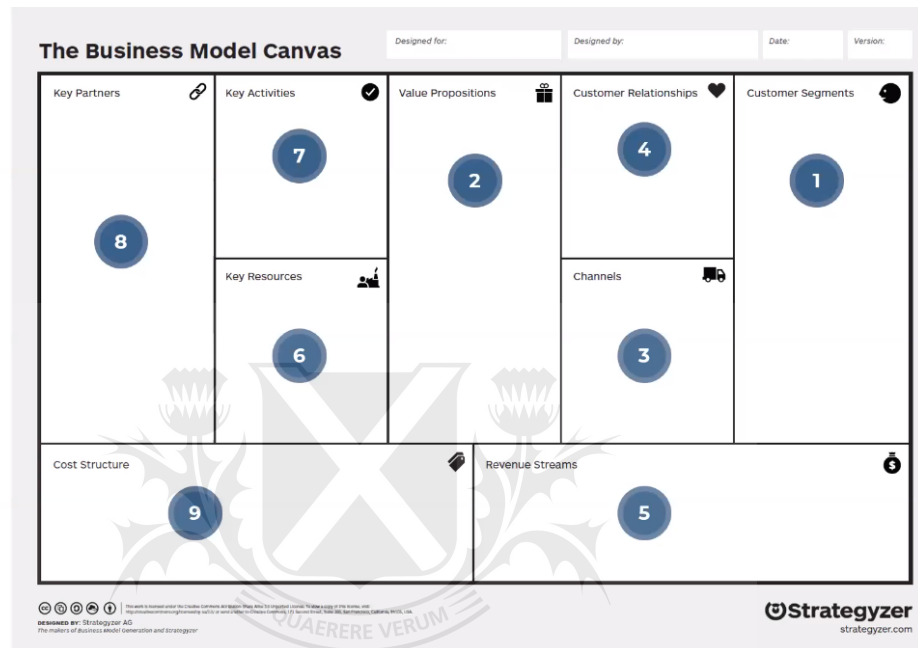 The Business Model Canvas
Designed for:
Designed by:
Date:
Version:
Key Partners
8
Key Activities
7
Key Resources
6
Value Propositions
2
Customer Relationships
4
Channels
3
Customer Segments
1
Cost Structure
9
Revenue Streams
$
5
DESIGNED BY: Strategyzer AG
The makers of Business Model Generation and Strategyzer
QUAERERE VERUM
Strategyzer
strategyzer.com